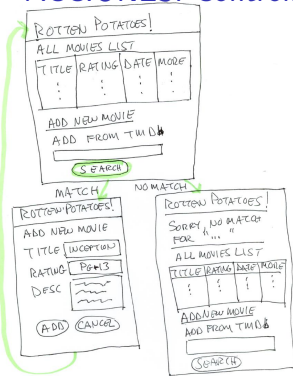 ROTTEN POTATOES!
ALL MOVIES LIST
TITLE RATING DATE MORE
ADD NEW MOVIE
ADD FROM TMDb
SEARCH
MATCH
NO MATCH
ROTTEN POTATOES!
ADD NEW MOVIE
TITLE INCEPTION
RATING PG-13
DESC
ADD CANCEL
ROTTEN POTATOES!
SORRY, NO MATCH
FOR "..."
ALL MOVIES LIST
TITLE RATING DATE MORE
ADD NEW MOVIE
ADD FROM TMDb
SEARCH